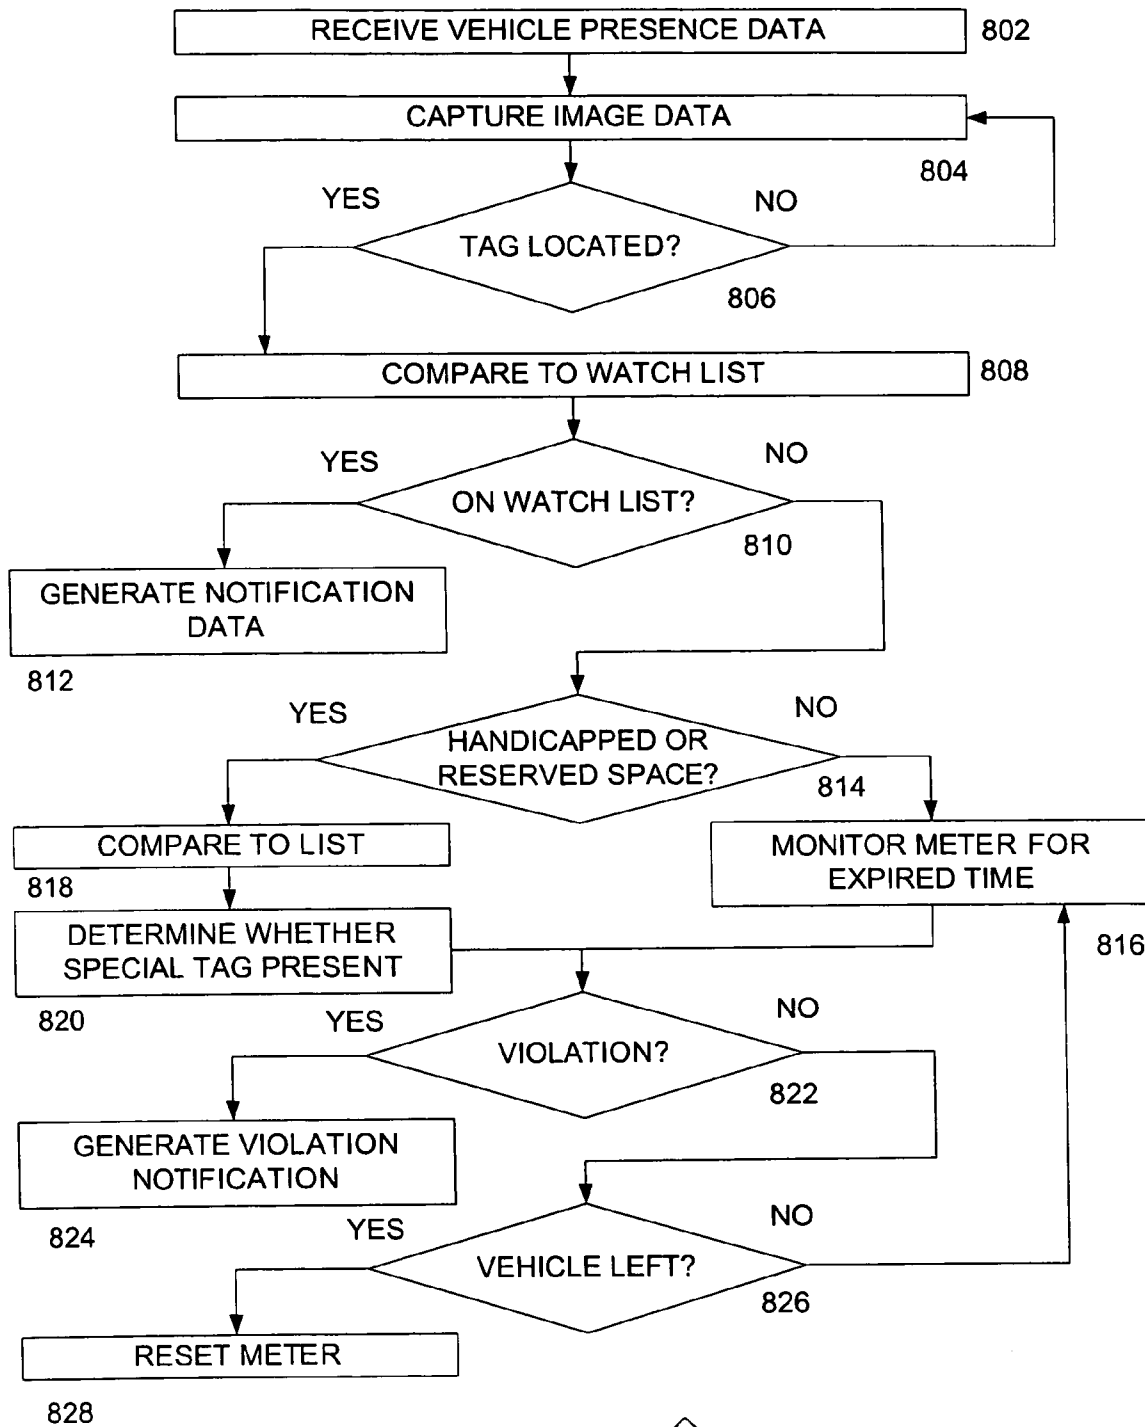 RECEIVE VEHICLE PRESENCE DATA
802
CAPTURE IMAGE DATA
804
YES
NO
TAG LOCATED?
806
COMPARE TO WATCH LIST
808
YES
NO
ON WATCH LIST?
810
GENERATE NOTIFICATION
DATA
812
YES
NO
HANDICAPPED OR
RESERVED SPACE?
814
COMPARE TO LIST
818
MONITOR METER FOR
EXPIRED TIME
816
DETERMINE WHETHER
SPECIAL TAG PRESENT
820
YES
NO
VIOLATION?
822
GENERATE VIOLATION
NOTIFICATION
824
YES
NO
VEHICLE LEFT?
826
RESET METER
828